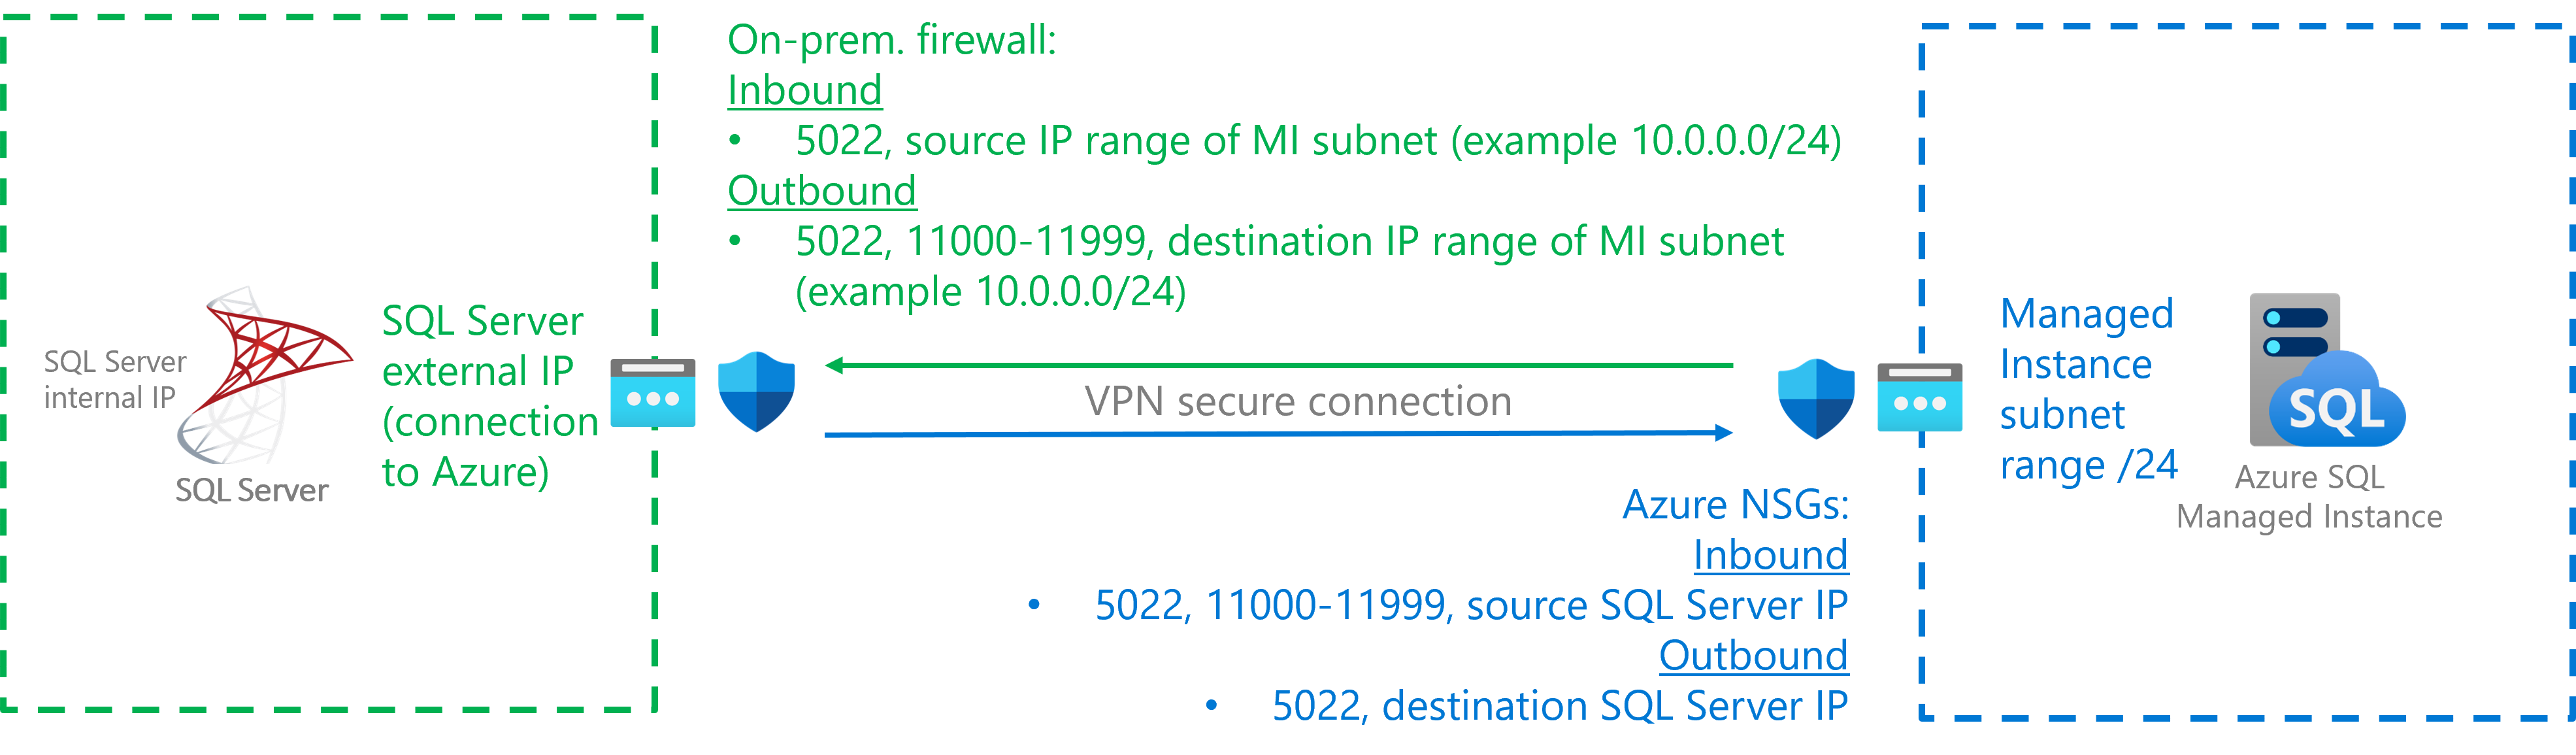 On-prem. firewall:
Inbound
• 5022, source IP range of MI subnet (example 10.0.0.0/24)
Outbound
• 5022, 11000-11999, destination IP range of MI subnet
(example 10.0.0.0/24)
SQL Server
internal IP
SQL Server
SQL Server
external IP
(connection
to Azure)
VPN secure connection
Managed
Instance
subnet
range /24
SQL
Azure SQL
Managed Instance
Azure NSGs:
Inbound
• 5022, 11000-11999, source SQL Server IP
Outbound
• 5022, destination SQL Server IP